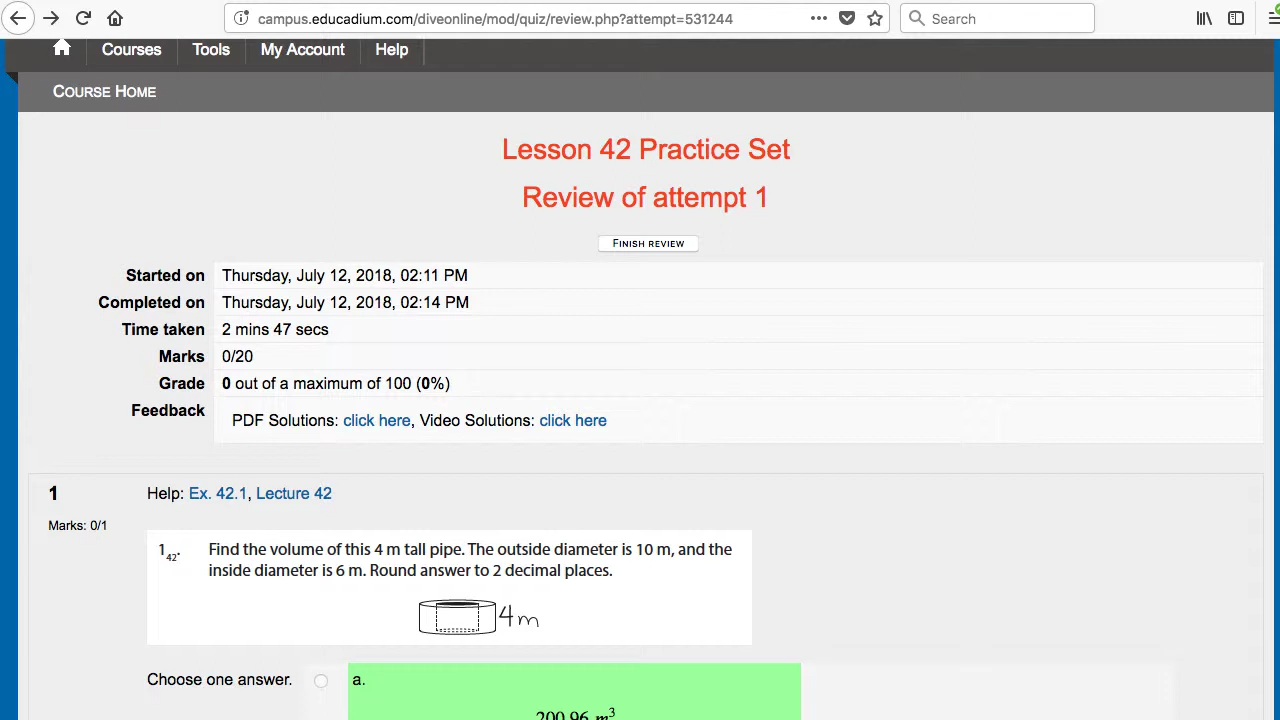 campus.educadium.com/diveonline/mod/quiz/review.php?attempt=531244
Search
Courses
Tools
My Account
Help
COURSE HOME
Lesson 42 Practice Set
Review of attempt 1
FINISH REVIEW
Started on Thursday, July 12, 2018, 02:11 PM
Completed on Thursday, July 12, 2018, 02:14 PM
Time taken 2 mins 47 secs
Marks 0/20
Grade 0 out of a maximum of 100 (0%)
Feedback PDF Solutions: click here, Video Solutions: click here
1 Help: Ex. 42.1, Lecture 42
Marks: 0/1
1₄₂. Find the volume of this 4 m tall pipe. The outside diameter is 10 m, and the
inside diameter is 6 m. Round answer to 2 decimal places.
4 m
Choose one answer. a.
200.96 m³